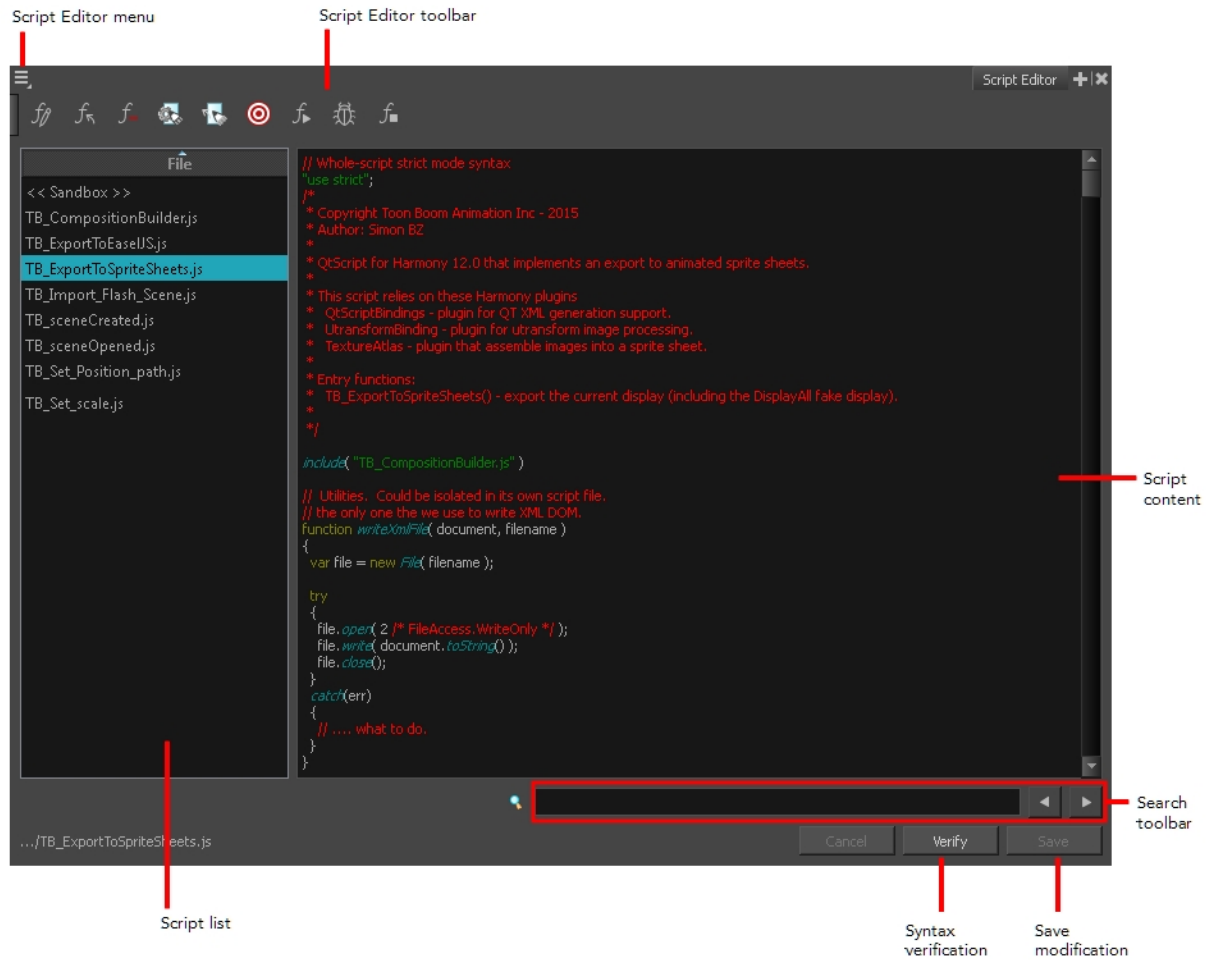 Script Editor menu
Script Editor toolbar
Script Editor
File
<< Sandbox >>
TB_CompositionBuilder.js
TB_ExportToEaselJS.js
TB_ExportToSpriteSheets.js
TB_Import_Flash_Scene.js
TB_sceneCreated.js
TB_sceneOpened.js
TB_Set_Position_path.js
TB_Set_scale.js
// Whole-script strict mode syntax
"use strict";
/*
* Copyright Toon Boom Animation Inc - 2015
* Author: Simon BZ
*
* QtScript for Harmony 12.0 that implements an export to animated sprite sheets.
*
* This script relies on these Harmony plugins
* QtScriptBindings - plugin for QT XML generation support.
* UtransformBinding - plugin for utransform image processing.
* TextureAtlas - plugin that assemble images into a sprite sheet.
*
* Entry functions:
* TB_ExportToSpriteSheets() - export the current display (including the DisplayAll fake display).
*
*/
include( "TB_CompositionBuilder.js" )
// Utilities. Could be isolated in its own script file.
// the only one the we use to write XML DOM.
function writeXmlFile( document, filename )
{
var file = new File( filename );
try
{
file.open( 2 /* FileAccess.WriteOnly */ );
file.write( document.toString() );
file.close();
}
catch(err)
{
// .... what to do.
}
}
Script
content
Search
toolbar
.../TB_ExportToSpriteSheets.js
Cancel
Verify
Save
Script list
Syntax
verification
Save
modification